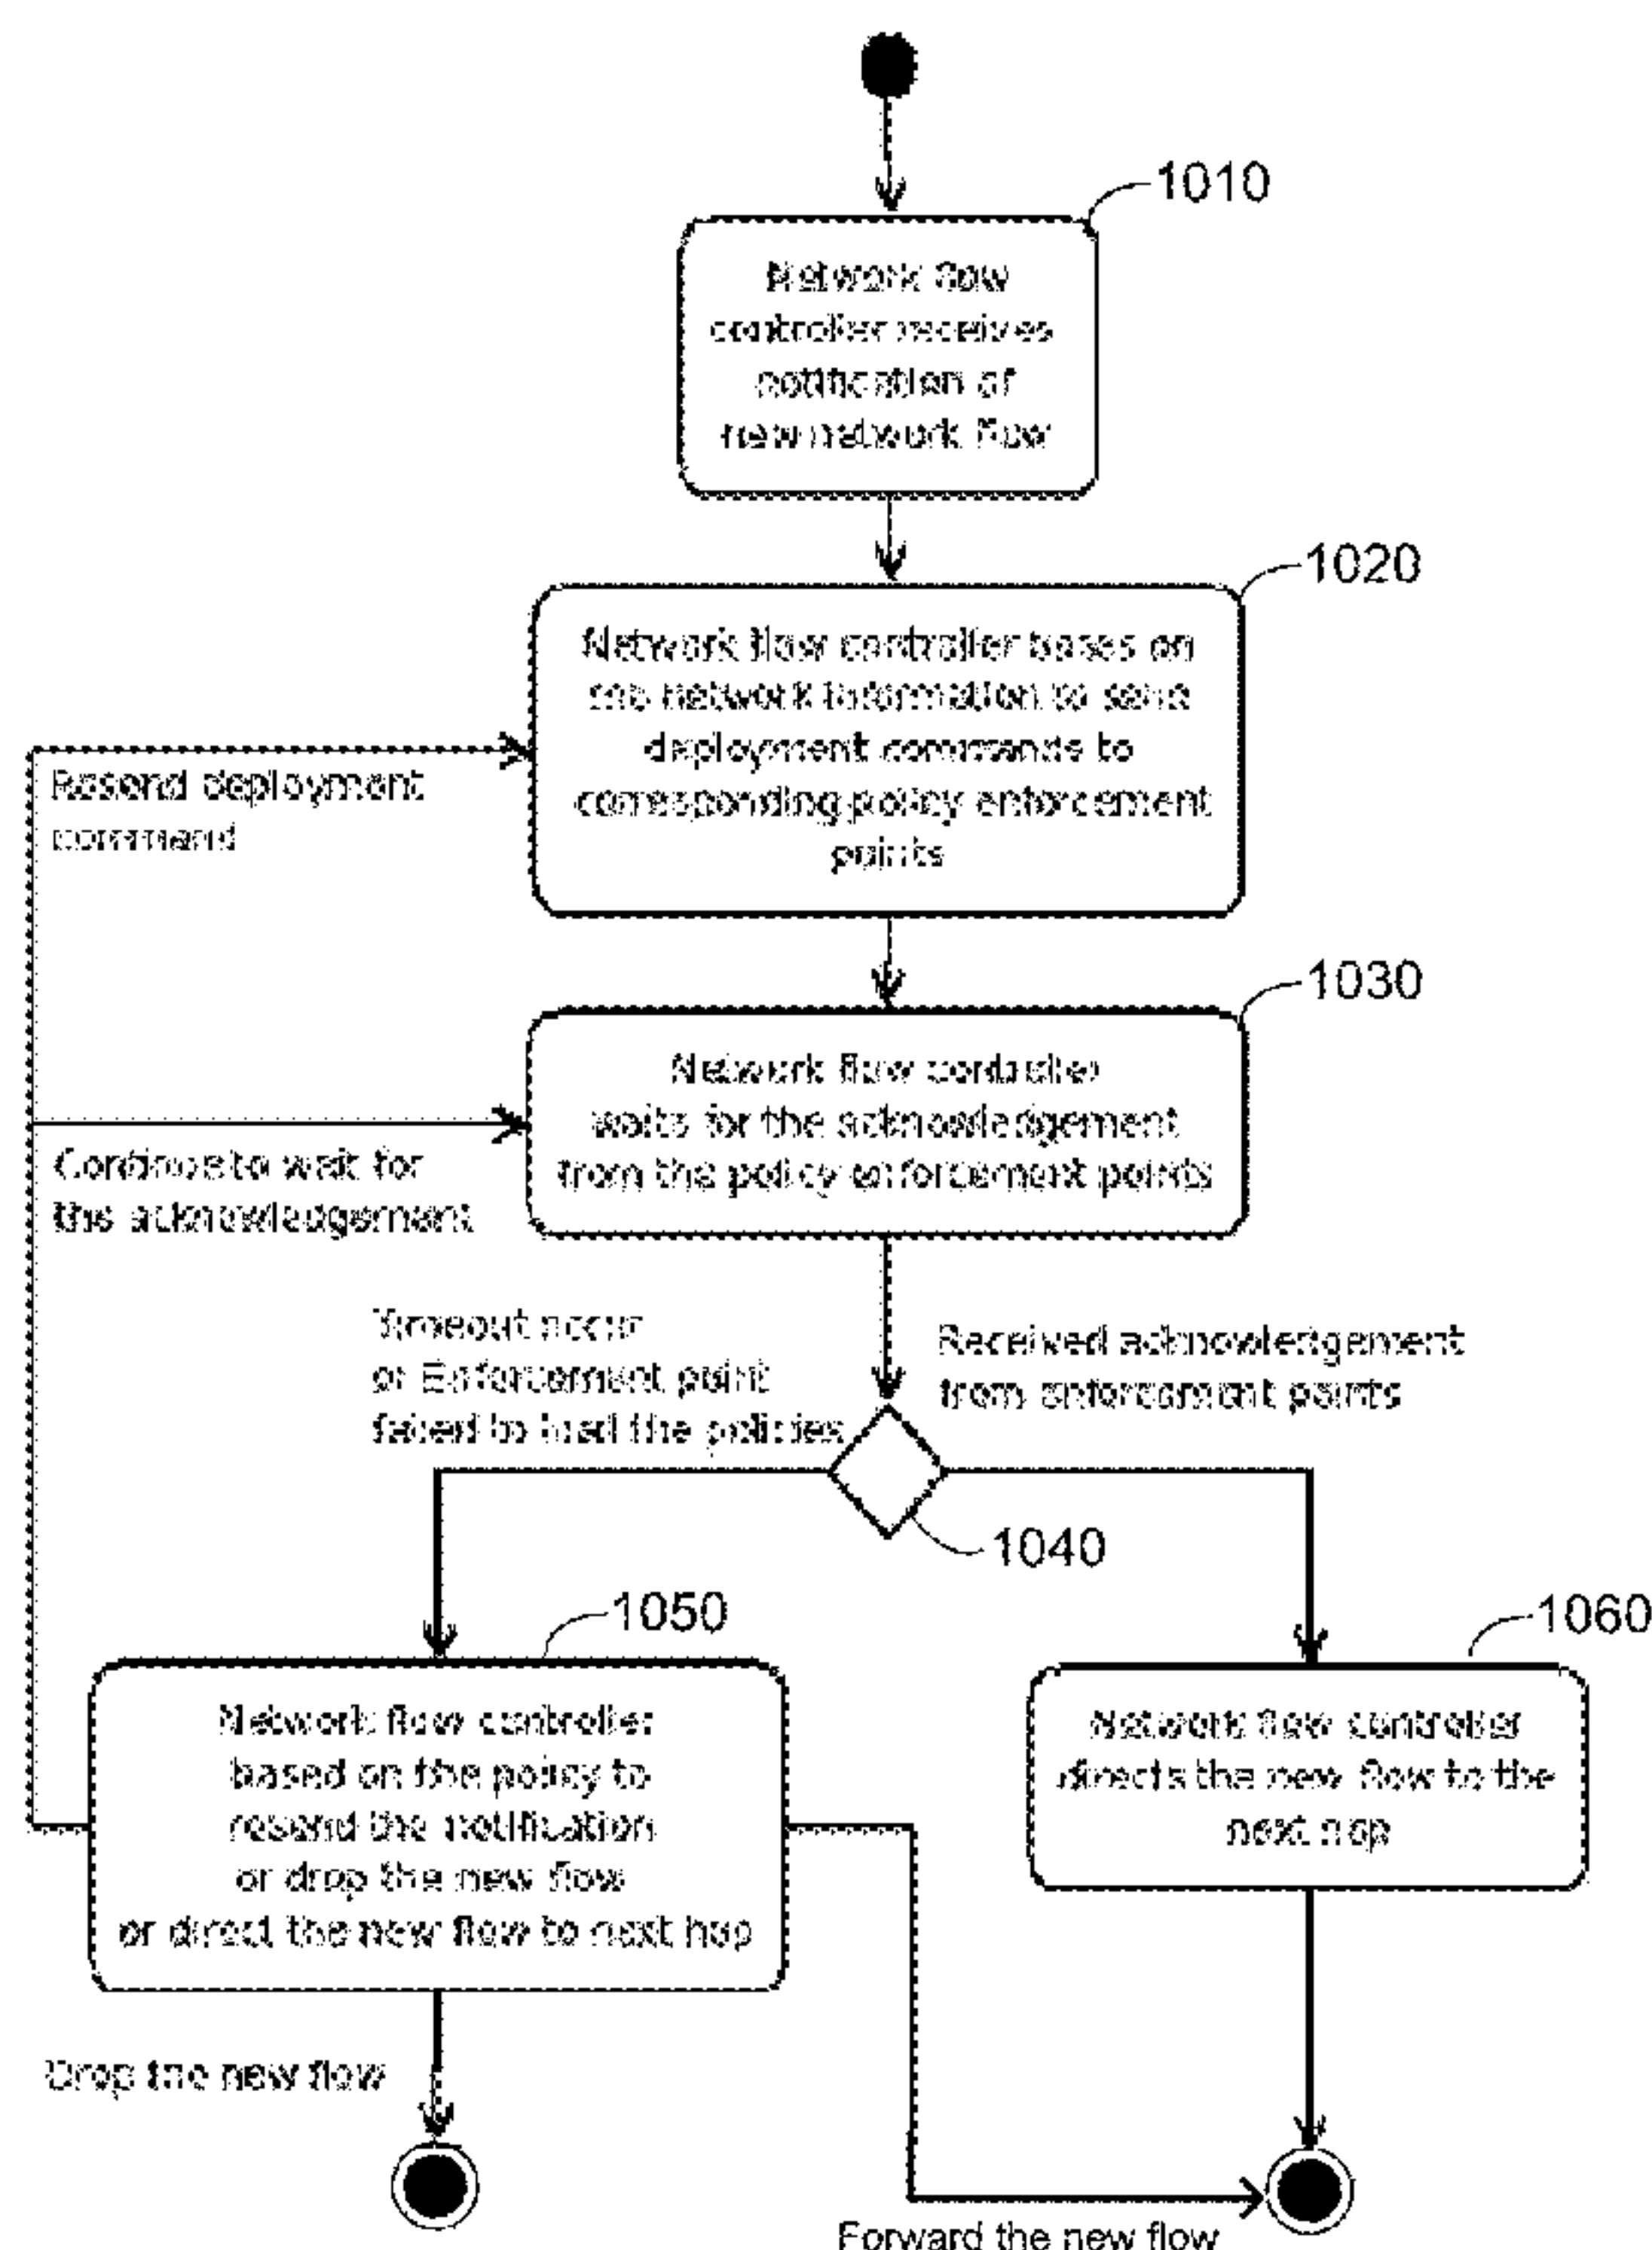 1010
Network flow
controller receives
notification of
new network flow
1020
Network flow controller bases on
the network information to send
deployment commands to
corresponding policy enforcement
points
Resend deployment
command
1030
Network flow controller
waits for the acknowledgement
from the policy enforcement points
Continue to wait for
the acknowledgement
Timeout occur
or Enforcement point
failed to load the policies
Received acknowledgement
from enforcement points
1040
1050
Network flow controller
based on the policy to
resend the notification
or drop the new flow
or direct the new flow to next hop
1060
Network flow controller
directs the new flow to the
next hop
Drop the new flow
Forward the new flow